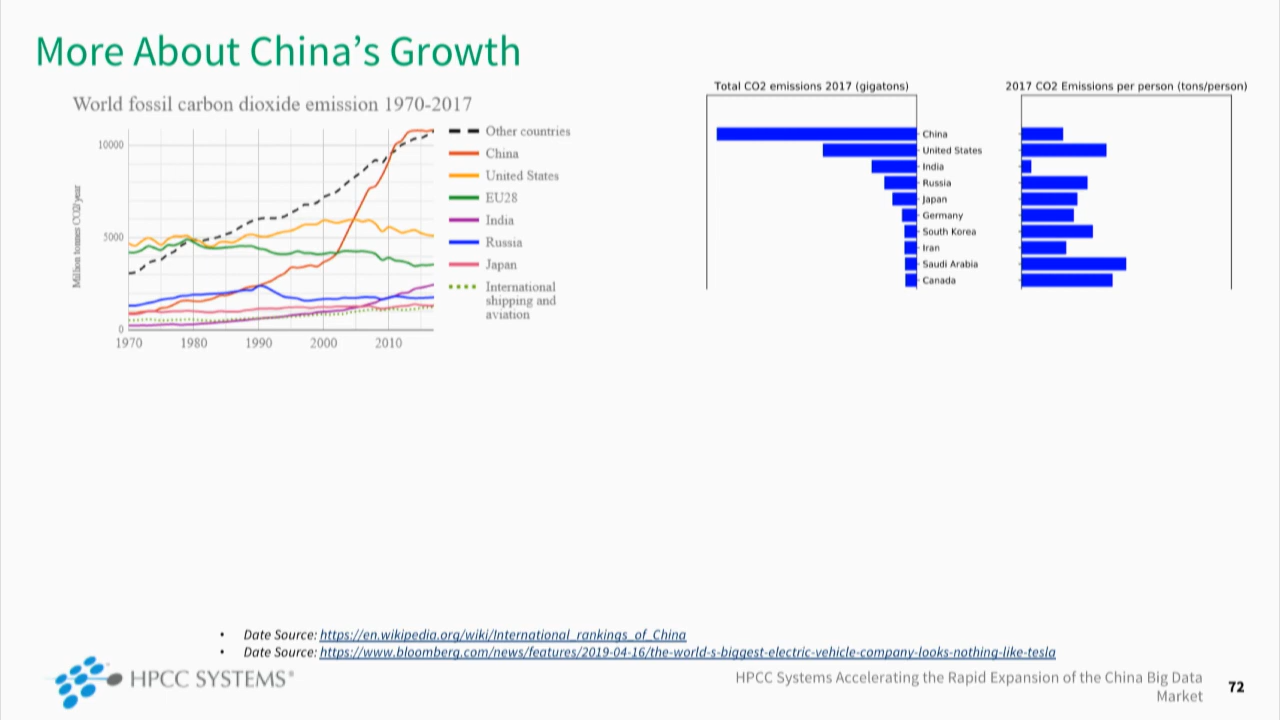 More About China's Growth
World fossil carbon dioxide emission 1970-2017
Million tonnes CO2/year
10000
5000
0
1970
1980
1990
2000
2010
Other countries
China
United States
EU28
India
Russia
Japan
International
shipping and
aviation
Total CO2 emissions 2017 (gigatons)
2017 CO2 Emissions per person (tons/person)
China
United States
India
Russia
Japan
Germany
South Korea
Iran
Saudi Arabia
Canada
• Date Source: https://en.wikipedia.org/wiki/International_rankings_of_China
• Date Source: https://www.bloomberg.com/news/features/2019-04-16/the-world-s-biggest-electric-vehicle-company-looks-nothing-like-tesla
HPCC SYSTEMS®
HPCC Systems Accelerating the Rapid Expansion of the China Big Data
Market
72